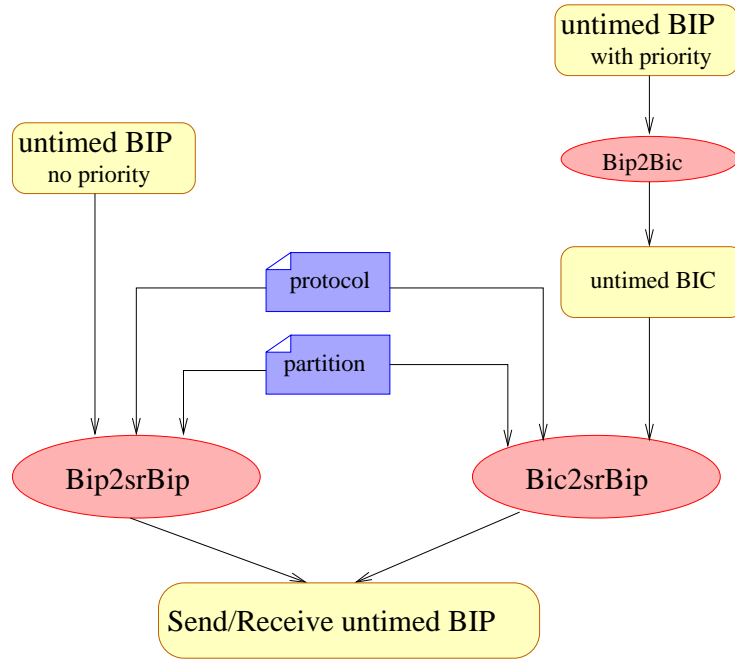 untimed BIP
with priority
untimed BIP
no priority
Bip2Bic
protocol
untimed BIC
partition
Bip2srBip
Bic2srBip
Send/Receive untimed BIP